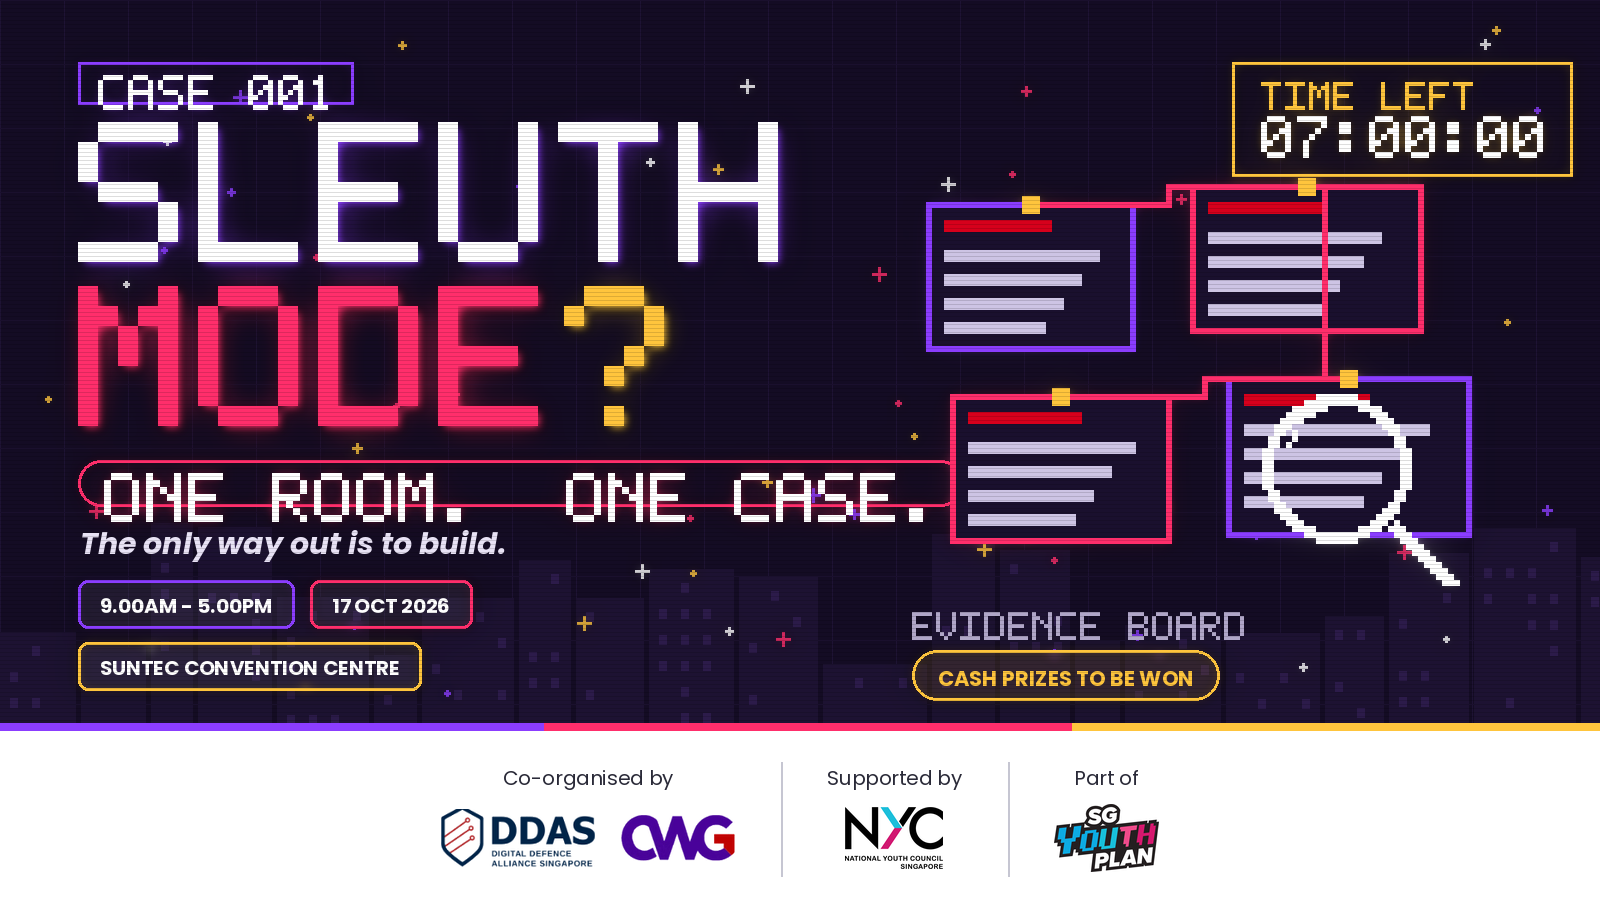 CASE 001
SLEUTH
MODE?
ONE ROOM. ONE CASE.
The only way out is to build.
9.00AM - 5.00PM
17 OCT 2026
SUNTEC CONVENTION CENTRE
TIME LEFT
07:00:00
EVIDENCE BOARD
CASH PRIZES TO BE WON
Co-organised by
DDAS
DIGITAL DEFENCE
ALLIANCE SINGAPORE
CWG
Supported by
NYC
NATIONAL YOUTH COUNCIL
SINGAPORE
Part of
SG
YOUTH
PLAN